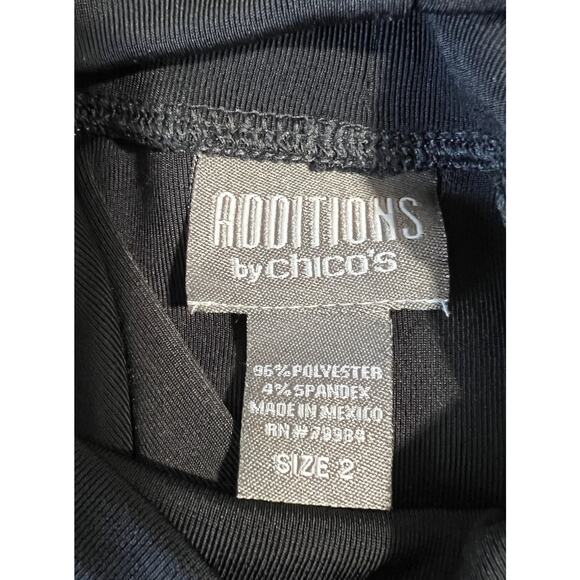 ADDITIONS
by chico's
96% POLYESTER
4% SPANDEX
MADE IN MEXICO
RN # 79984
SIZE 2